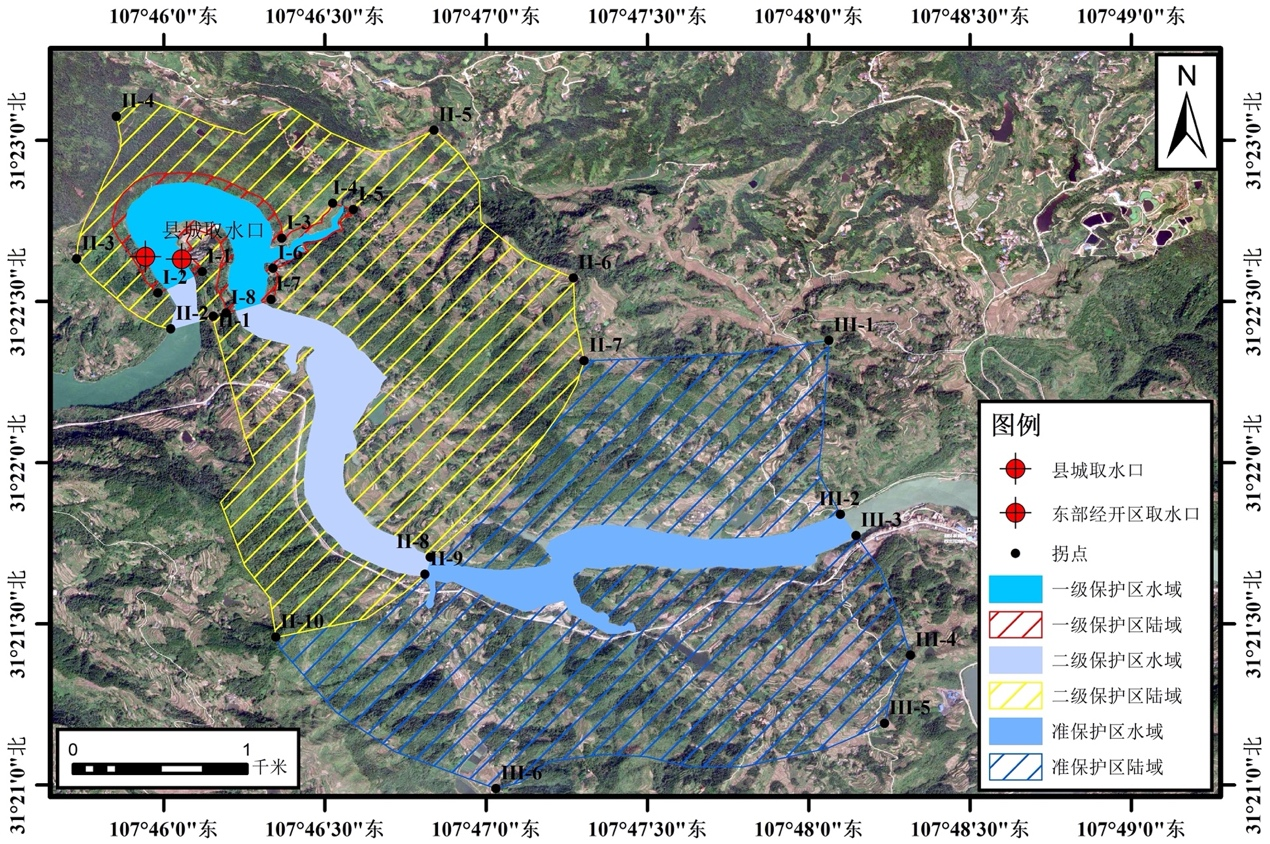 107°46'0"东 107°46'30"东 107°47'0"东 107°47'30"东 107°48'0"东 107°48'30"东 107°49'0"东
31°23'0"北
31°22'30"北
31°22'0"北
31°21'30"北
31°21'0"北
N
II-4
II-5
I-4
I-5
县城取水口
I-3
II-3
I-1
I-6
II-6
I-2
I-7
I-8
II-2
II-1
III-1
II-7
III-2
III-3
II-8
II-9
II-10
III-4
III-5
III-6
图例
县城取水口
东部经开区取水口
拐点
一级保护区水域
一级保护区陆域
二级保护区水域
二级保护区陆域
准保护区水域
准保护区陆域
0 1
千米
31°23'0"北
31°22'30"北
31°22'0"北
31°21'30"北
31°21'0"北
107°46'0"东 107°46'30"东 107°47'0"东 107°47'30"东 107°48'0"东 107°48'30"东 107°49'0"东